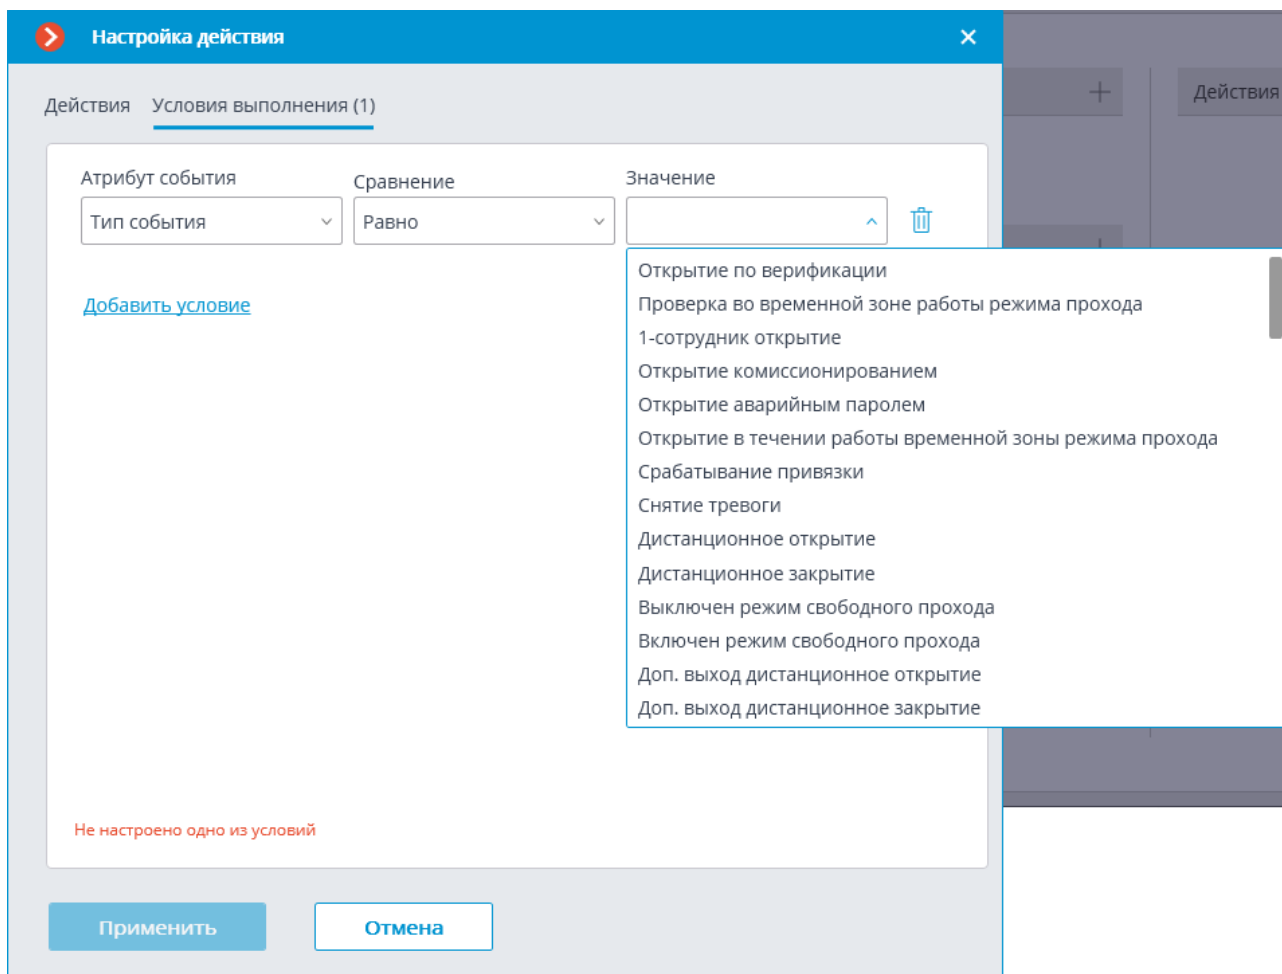 Настройка действия
Действия Условия выполнения (1)
Действия
Атрибут события Сравнение Значение
Тип события Равно
Добавить условие
Открытие по верификации
Проверка во временной зоне работы режима прохода
1-сотрудник открытие
Открытие комиссионированием
Открытие аварийным паролем
Открытие в течении работы временной зоны режима прохода
Срабатывание привязки
Снятие тревоги
Дистанционное открытие
Дистанционное закрытие
Выключен режим свободного прохода
Включен режим свободного прохода
Доп. выход дистанционное открытие
Доп. выход дистанционное закрытие
Не настроено одно из условий
Применить Отмена